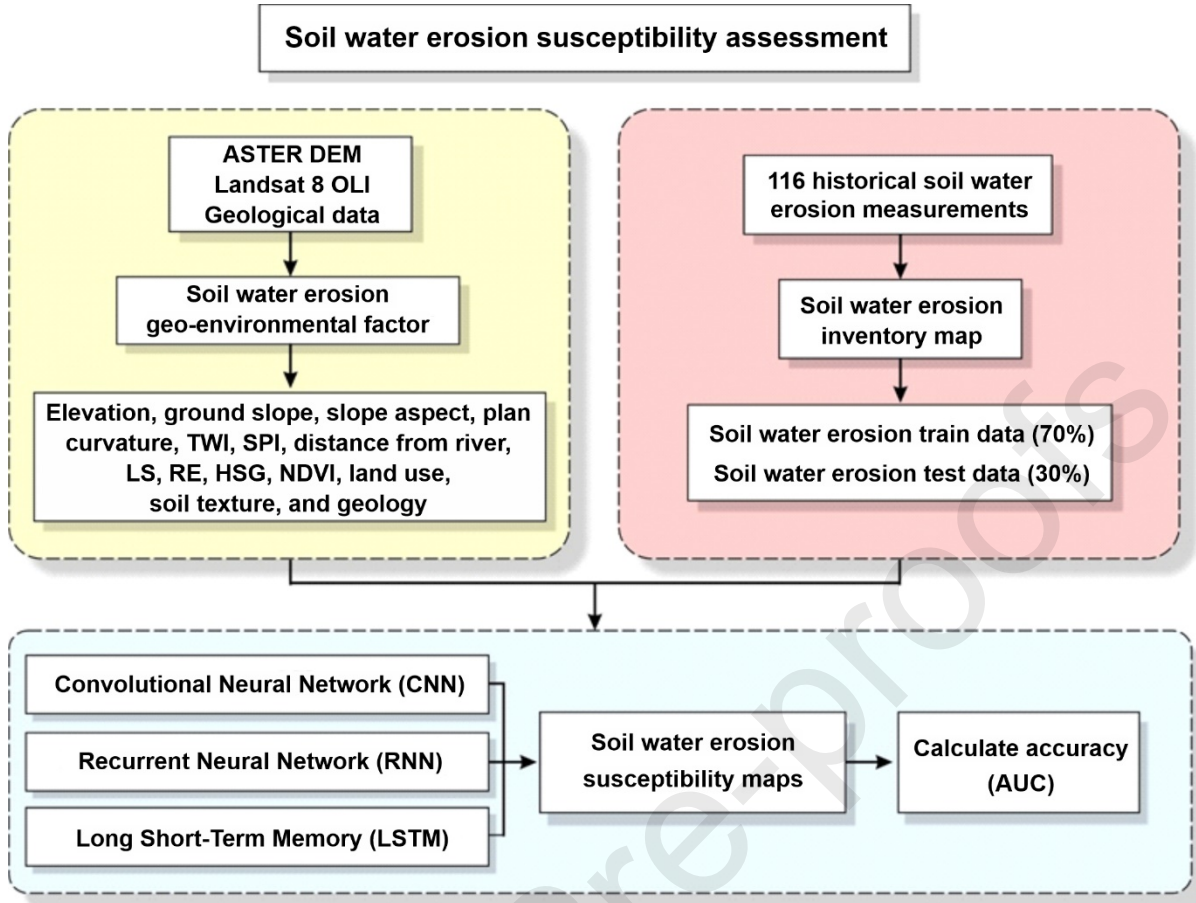 Soil water erosion susceptibility assessment
ASTER DEM
Landsat 8 OLI
Geological data
Soil water erosion
geo-environmental factor
Elevation, ground slope, slope aspect, plan
curvature, TWI, SPI, distance from river,
LS, RE, HSG, NDVI, land use,
soil texture, and geology
116 historical soil water
erosion measurements
Soil water erosion
inventory map
Soil water erosion train data (70%)
Soil water erosion test data (30%)
Convolutional Neural Network (CNN)
Recurrent Neural Network (RNN)
Long Short-Term Memory (LSTM)
Soil water erosion
susceptibility maps
Calculate accuracy
(AUC)
re-proofs